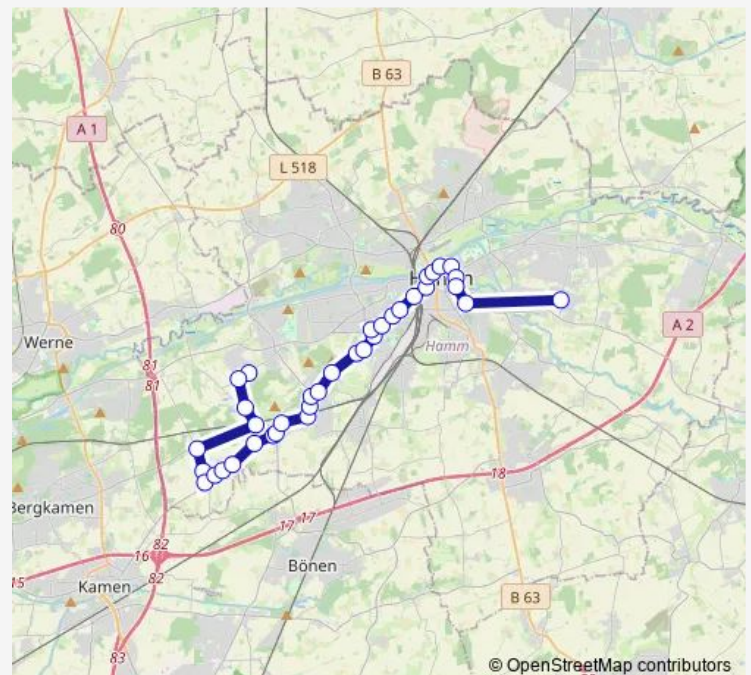 B 63
A 1
L 518
80
Hamm
A 2
Werne
Hamm
81
81
18
Bergkamen
17 17
82
16
15
82
Bönen
Kamen
B 63
83
© OpenStreetMap contributors